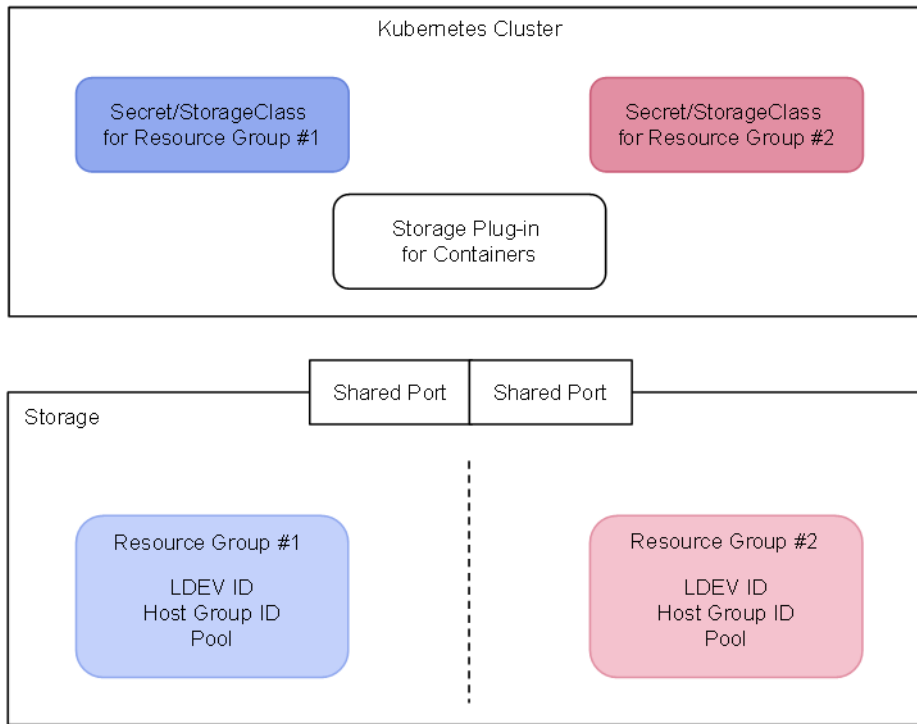 Kubernetes Cluster
Secret/StorageClass
for Resource Group #1
Secret/StorageClass
for Resource Group #2
Storage Plug-in
for Containers
Shared Port
Shared Port
Storage
Resource Group #1
LDEV ID
Host Group ID
Pool
Resource Group #2
LDEV ID
Host Group ID
Pool